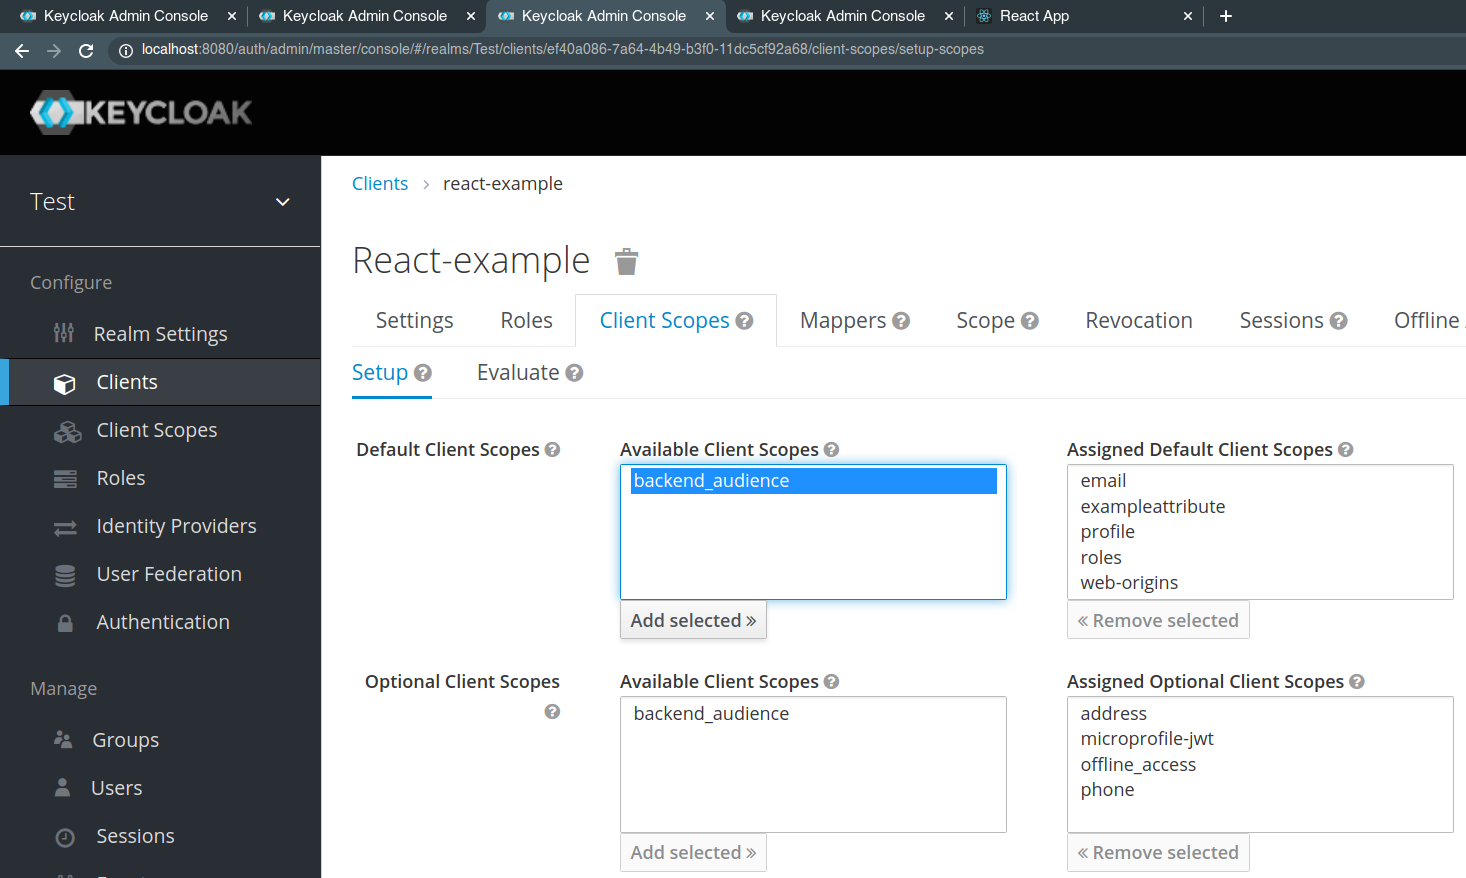 Keycloak Admin Console × Keycloak Admin Console × Keycloak Admin Console × Keycloak Admin Console × React App × +
localhost:8080/auth/admin/master/console/#/realms/Test/clients/ef40a086-7a64-4b49-b3f0-11dc5cf92a68/client-scopes/setup-scopes
KEYCLOAK
Test
Configure
Realm Settings
Clients
Client Scopes
Roles
Identity Providers
User Federation
Authentication
Manage
Groups
Users
Sessions
Clients > react-example
React-example
Settings Roles Client Scopes ? Mappers ? Scope ? Revocation Sessions ? Offline
Setup ? Evaluate ?
Default Client Scopes ?
Available Client Scopes ?
backend_audience
Add selected »
Assigned Default Client Scopes ?
email
exampleattribute
profile
roles
web-origins
« Remove selected
Optional Client Scopes
?
Available Client Scopes ?
backend_audience
Add selected »
Assigned Optional Client Scopes ?
address
microprofile-jwt
offline_access
phone
« Remove selected